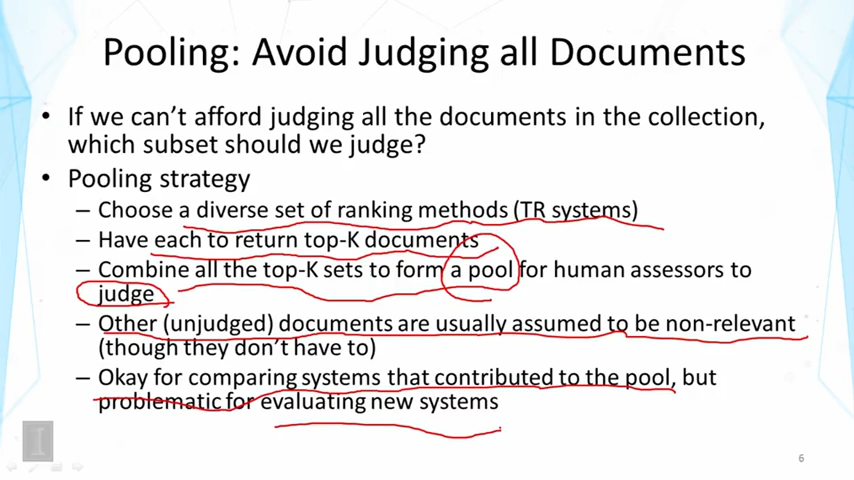 Pooling: Avoid Judging all Documents
• If we can't afford judging all the documents in the collection,
which subset should we judge?
• Pooling strategy
– Choose a diverse set of ranking methods (TR systems)
– Have each to return top-K documents
– Combine all the top-K sets to form a pool for human assessors to
judge
– Other (unjudged) documents are usually assumed to be non-relevant
(though they don't have to)
– Okay for comparing systems that contributed to the pool, but
problematic for evaluating new systems
I
6